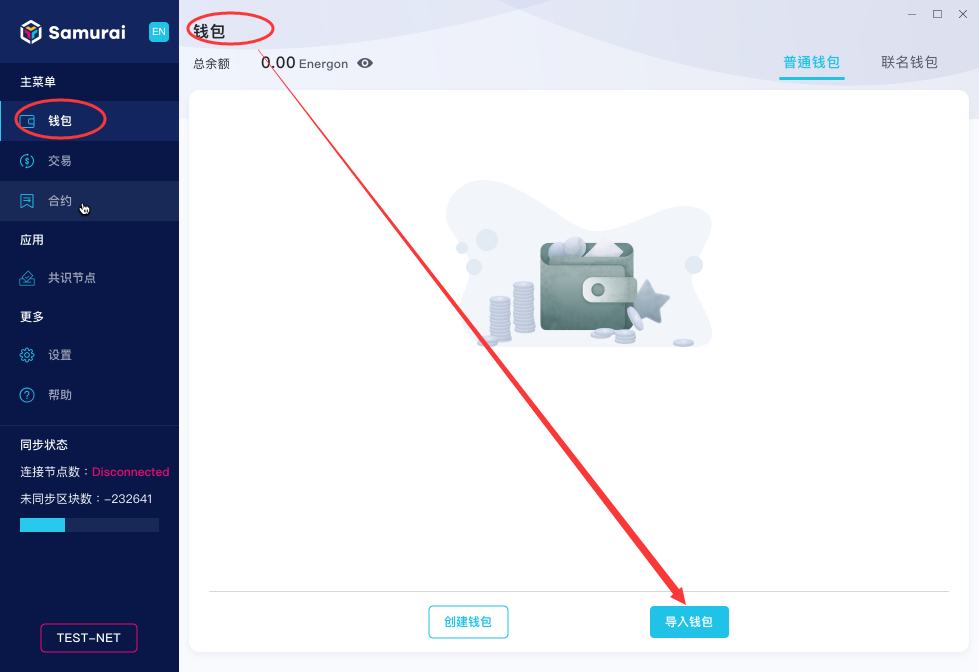 Samurai EN
主菜单
钱包
交易
合约
应用
共识节点
更多
设置
帮助
同步状态
连接节点数：Disconnected
未同步区块数：-232641
TEST-NET
钱包
总余额 0.00 Energon
普通钱包 联名钱包
创建钱包 导入钱包